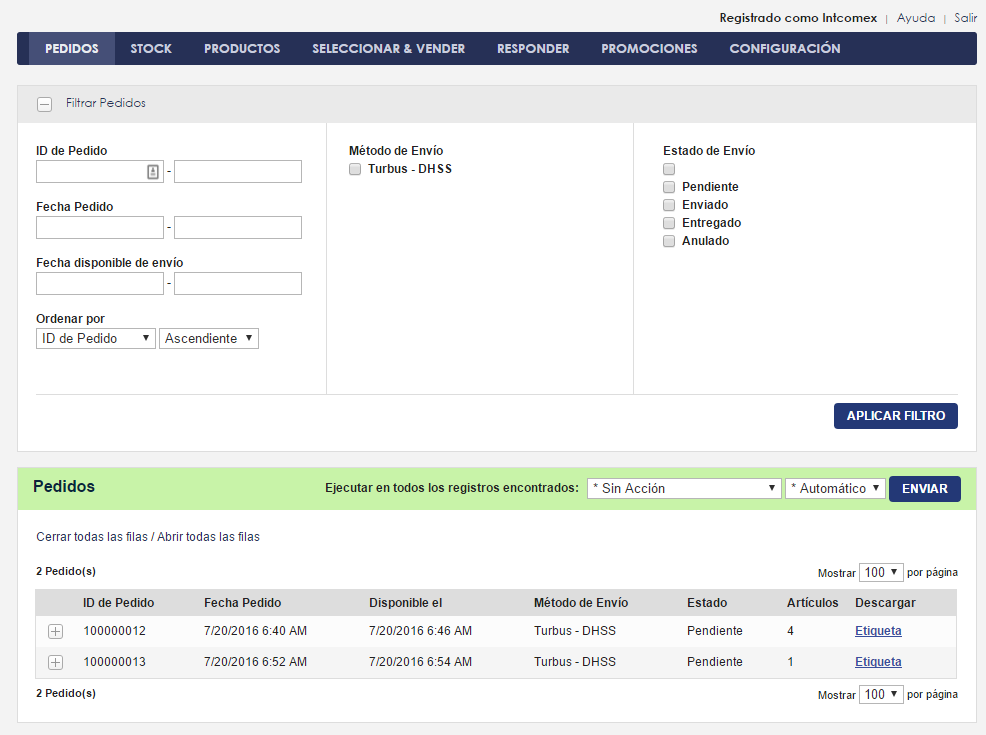 Registrado como Intcomex | Ayuda | Salir
PEDIDOS STOCK PRODUCTOS SELECCIONAR & VENDER RESPONDER PROMOCIONES CONFIGURACIÓN
Filtrar Pedidos
ID de Pedido
-
Fecha Pedido
-
Fecha disponible de envío
-
Ordenar por
ID de Pedido Ascendiente
Método de Envío
Turbus - DHSS
Estado de Envío
Pendiente
Enviado
Entregado
Anulado
APLICAR FILTRO
Pedidos Ejecutar en todos los registros encontrados: * Sin Acción * Automático ENVIAR
Cerrar todas las filas / Abrir todas las filas
2 Pedido(s) Mostrar 100 por página
ID de Pedido Fecha Pedido Disponible el Método de Envío Estado Artículos Descargar
100000012 7/20/2016 6:40 AM 7/20/2016 6:46 AM Turbus - DHSS Pendiente 4 Etiqueta
100000013 7/20/2016 6:52 AM 7/20/2016 6:54 AM Turbus - DHSS Pendiente 1 Etiqueta
2 Pedido(s) Mostrar 100 por página